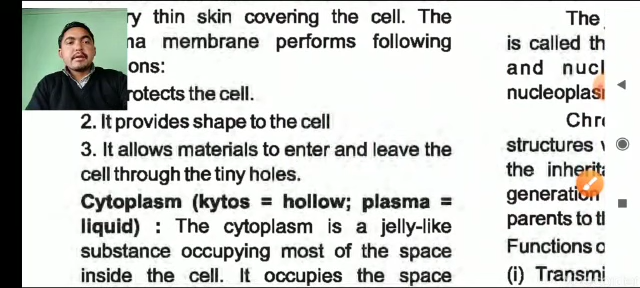 ry thin skin covering the cell. The
a membrane performs following
ons:
rotects the cell.
2. It provides shape to the cell
3. It allows materials to enter and leave the
cell through the tiny holes.
Cytoplasm (kytos = hollow; plasma =
liquid) : The cytoplasm is a jelly-like
substance occupying most of the space
inside the cell. It occupies the space
The
is called th
and nucl
nucleoplas
Chr
structures
the inherit
generation
parents to t
Functions o
(i) Transmi